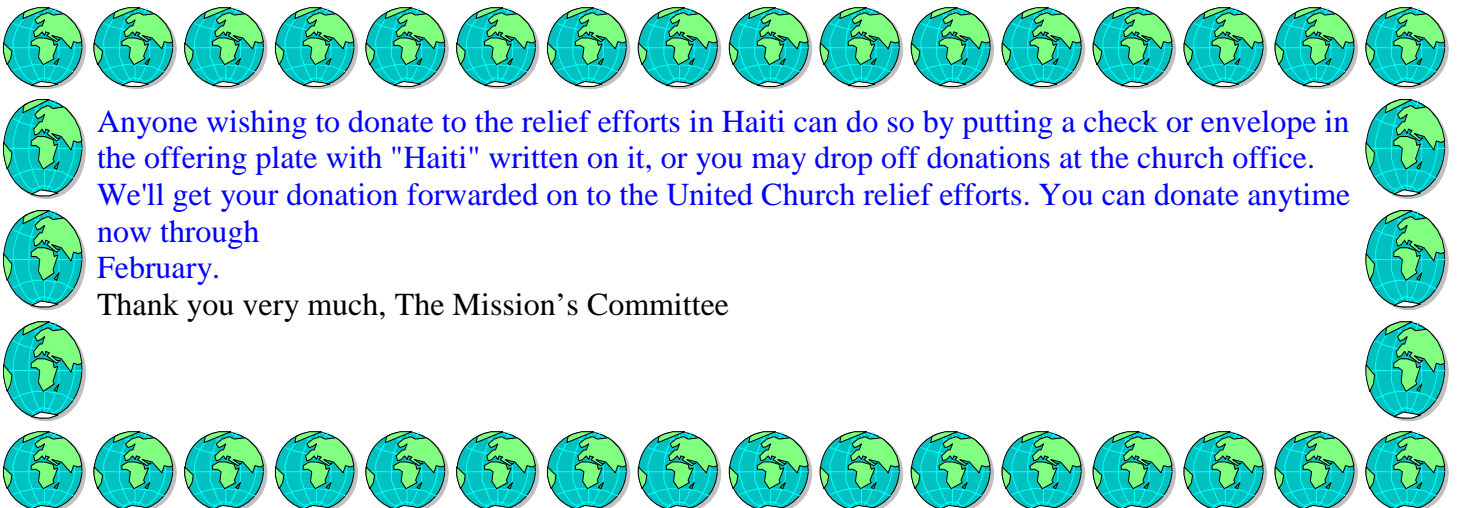 Anyone wishing to donate to the relief efforts in Haiti can do so by putting a check or envelope in
the offering plate with "Haiti" written on it, or you may drop off donations at the church office.
We'll get your donation forwarded on to the United Church relief efforts. You can donate anytime
now through
February.
Thank you very much, The Mission’s Committee